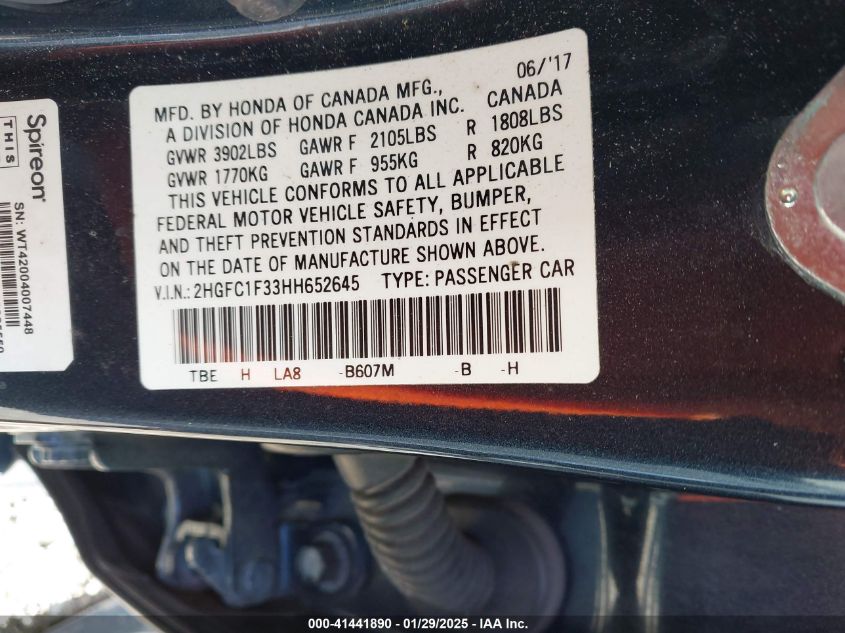 06/'17
MFD. BY HONDA OF CANADA MFG.,
A DIVISION OF HONDA CANADA INC. CANADA
GVWR 3902LBS GAWR F 2105LBS R 1808LBS
GVWR 1770KG GAWR F 955KG R 820KG
THIS VEHICLE CONFORMS TO ALL APPLICABLE
FEDERAL MOTOR VEHICLE SAFETY, BUMPER,
AND THEFT PREVENTION STANDARDS IN EFFECT
ON THE DATE OF MANUFACTURE SHOWN ABOVE.
V.I.N.: 2HGFC1F33HH652645 TYPE: PASSENGER CAR
TBE H LA8 -B607M -B -H
Spireon
THIS
SN: WT42004007448
000-41441890 - 01/29/2025 - IAA Inc.